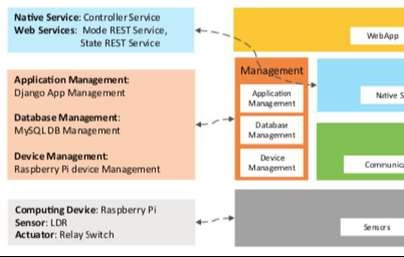 Native Service: Controller Service
Web Services: Mode REST Service,
State REST Service
Application Management:
Django App Management
Database Management:
MySQL DB Management
Device Management:
Raspberry Pi device Management
Computing Device: Raspberry Pi
Sensor: LDR
Actuator: Relay Switch
WebApp
Management
Application
Management
Database
Management
Device
Management
Native S
Communica
Sensors